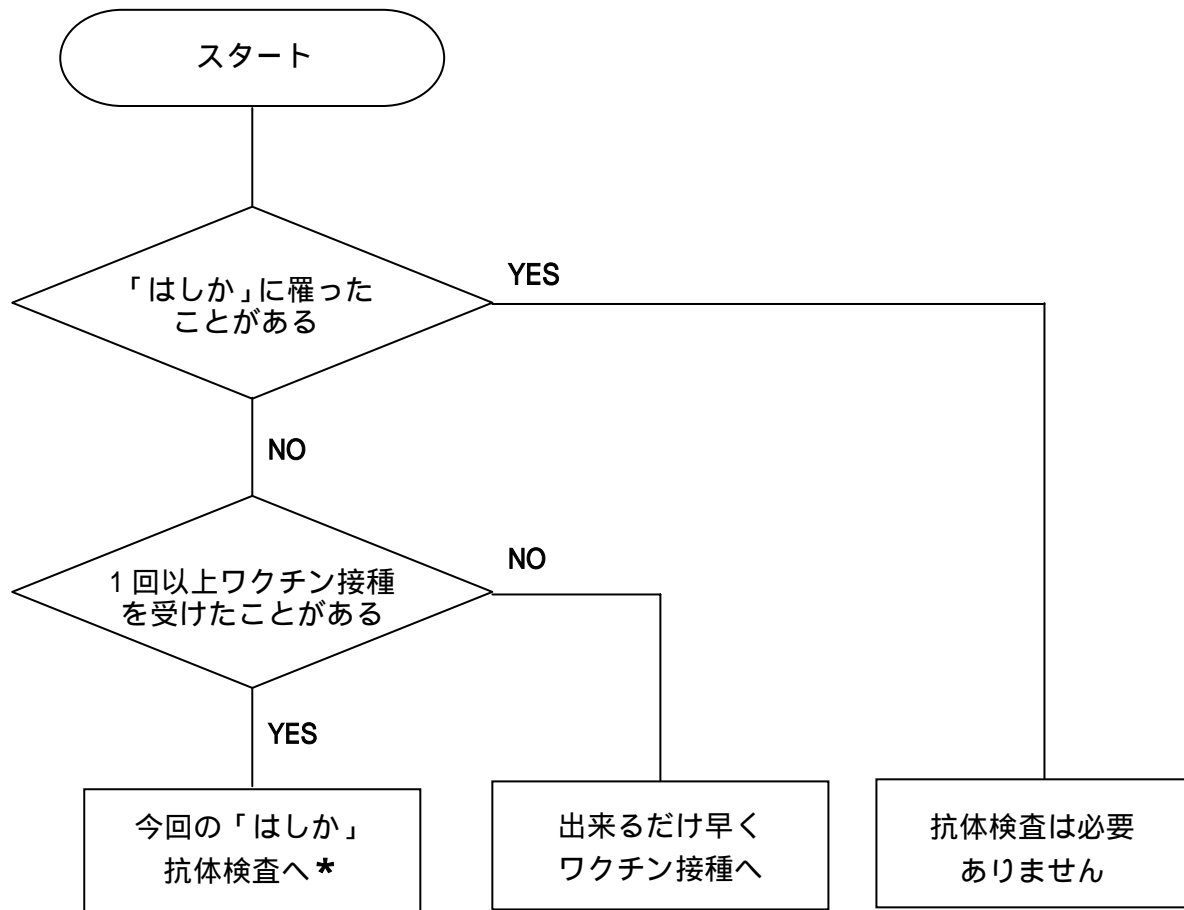 スタート
「はしか」に罹った
ことがある
YES
NO
1回以上ワクチン接種
を受けたことがある
NO
YES
今回の「はしか」
抗体検査へ*
出来るだけ早く
ワクチン接種へ
抗体検査は必要
ありません